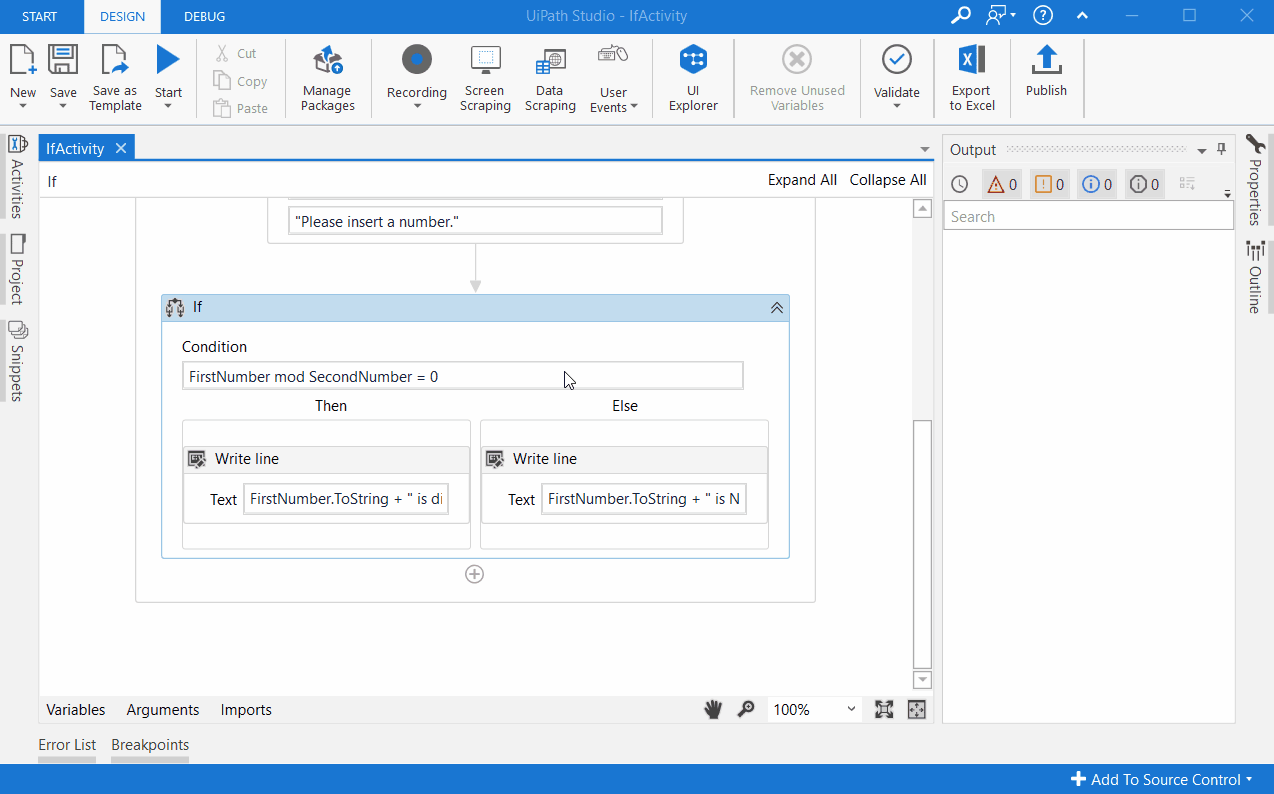 START DESIGN DEBUG UiPath Studio - IfActivity
New Save Save as Template Start
Cut
Copy
Paste
Manage Packages
Recording
Screen Scraping
Data Scraping
User Events
UI Explorer
Remove Unused Variables
Validate
Export to Excel
Publish
Activities
Project
Snippets
IfActivity
If Expand All Collapse All
"Please insert a number."
If
Condition
FirstNumber mod SecondNumber = 0
Then Else
Write line Write line
Text FirstNumber.ToString + " is di Text FirstNumber.ToString + " is N
Variables Arguments Imports 100%
Error List Breakpoints
Output
0 0 0 0
Search
Properties
Outline
Add To Source Control